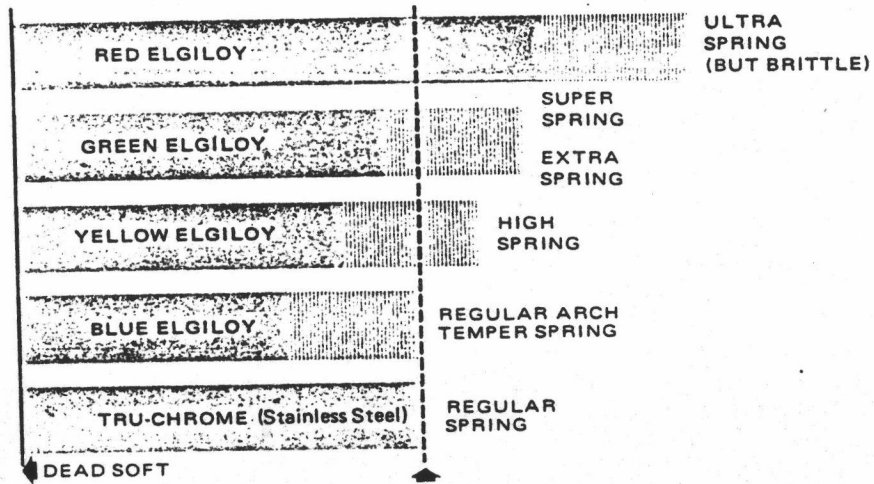 RED ELGILOY
ULTRA
SPRING
(BUT BRITTLE)
SUPER
SPRING
GREEN ELGILOY
EXTRA
SPRING
YELLOW ELGILOY
HIGH
SPRING
BLUE ELGILOY
REGULAR ARCH
TEMPER SPRING
TRU-CHROME (Stainless Steel)
REGULAR
SPRING
DEAD SOFT